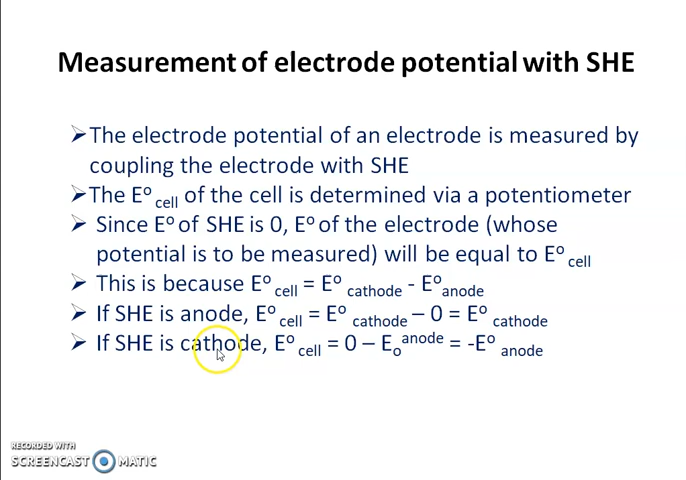 Measurement of electrode potential with SHE
➢The electrode potential of an electrode is measured by
coupling the electrode with SHE
➢The Eº cell of the cell is determined via a potentiometer
➢ Since Eº of SHE is 0, Eº of the electrode (whose
potential is to be measured) will be equal to Eº cell
➢ This is because Eº cell = Eº cathode - Eº anode
➢ If SHE is anode, Eº cell = Eº cathode – 0 = Eº cathode
➢ If SHE is cathode, Eº cell = 0 – Eₒ anode = -Eº anode
RECORDED WITH
SCREENCAST MATIC